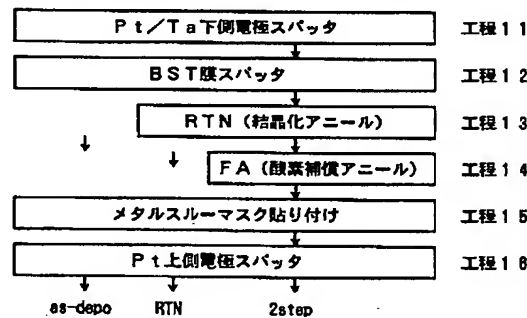 Pt/Ta下側電極スパッタ 工程11
BST膜スパッタ 工程12
RTN(結晶化アニール) 工程13
FA(酸素補償アニール) 工程14
メタルスルーマスク貼り付け 工程15
Pt上側電極スパッタ 工程16
as-depo RTN 2step